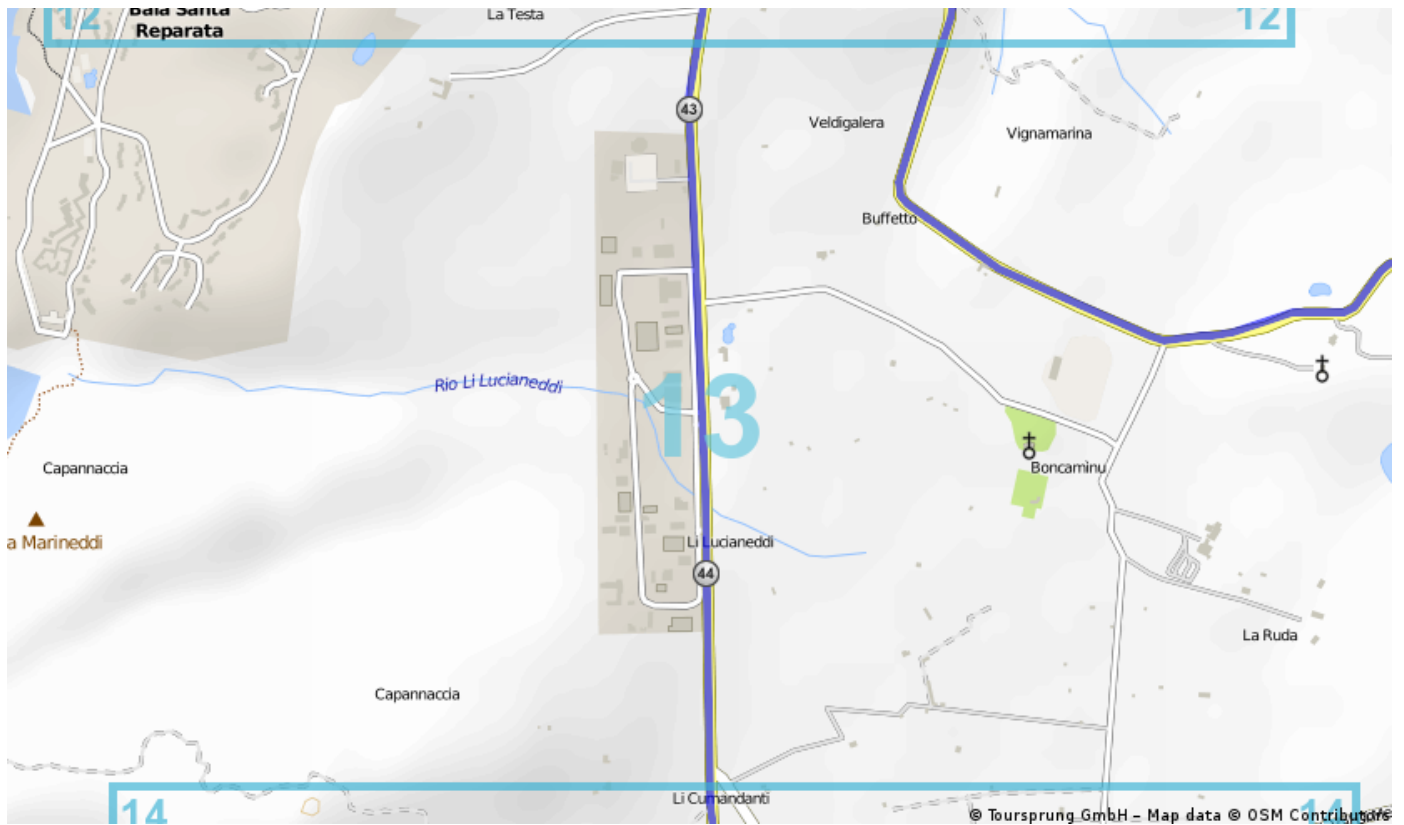 12
Baia Santa
Reparata
La Testa
12
43
Veldigalera
Vignamarina
Buffetto
Rio Li Lucianeddi
13
Capannaccia
Boncaminu
a Marineddi
Li Lucianeddi
44
La Ruda
Capannaccia
Li Cumandanti
14
14
© Toursprung GmbH – Map data © OSM Contributors